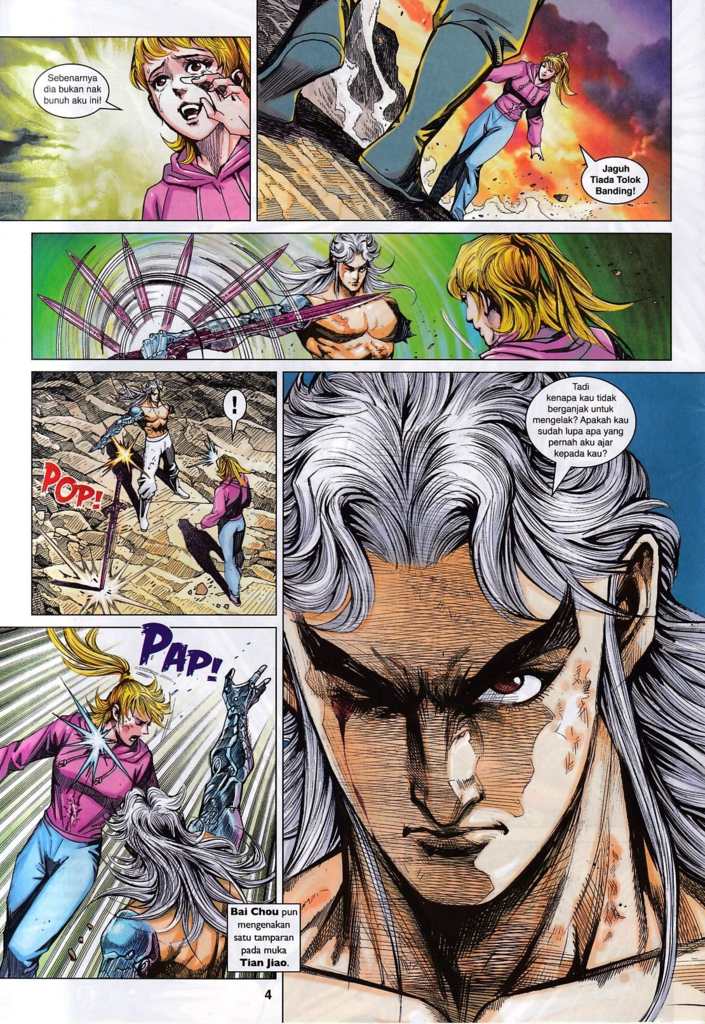 Sebenarnya
dia bukan nak
bunuh aku ini!
Jaguh
Tiada Tolok
Banding!
POP!
!
Tadi
kenapa kau tidak
berganjak untuk
mengelak? Apakah kau
sudah lupa apa yang
pernah aku ajar
kepada kau?
PAP!
Bai Chou pun
mengenakan
satu tamparan
pada muka
Tian Jiao.
4